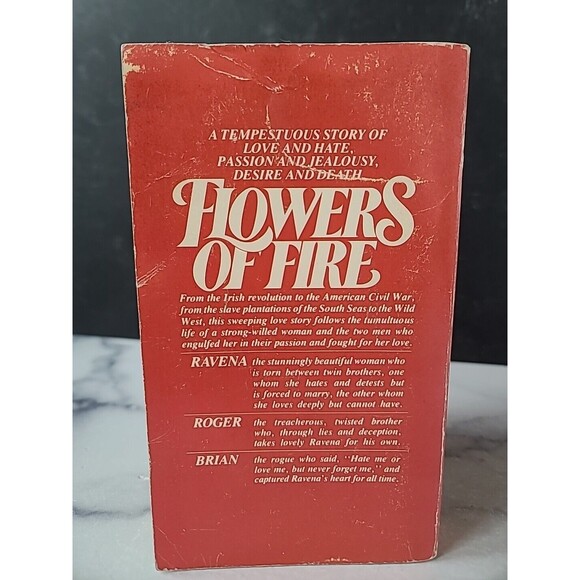 A TEMPESTUOUS STORY OF
LOVE AND HATE,
PASSION AND JEALOUSY,
DESIRE AND DEATH
FLOWERS
OF FIRE
From the Irish revolution to the American Civil War,
from the slave plantations of the South Seas to the Wild
West, this sweeping love story follows the tumultuous
life of a strong-willed woman and the two men who
engulfed her in their passion and fought for her love.
RAVENA the stunningly beautiful woman who
is torn between twin brothers, one
whom she hates and detests but
is forced to marry, the other whom
she loves deeply but cannot have.
ROGER the treacherous, twisted brother
who, through lies and deception,
takes lovely Ravena for his own.
BRIAN the rogue who said, "Hate me or
love me, but never forget me," and
captured Ravena's heart for all time.